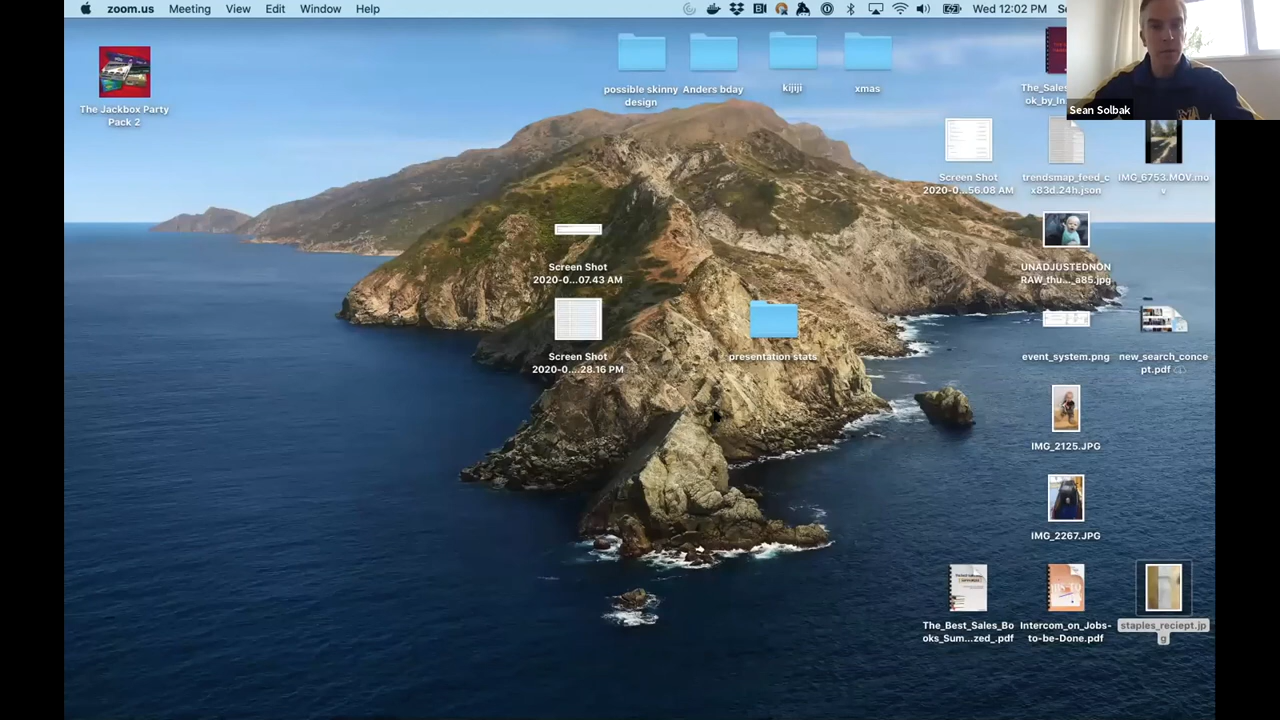 zoom.us Meeting View Edit Window Help
Wed 12:02 PM
Sean Solbak
The Jackbox Party
Pack 2
possible skinny
design
Anders bday
kijiji
xmas
Screen Shot
2020-0...56.08 AM
trendsmap_feed_c
x83d.24h.json
IMG_6753.MOV.mo
v
Screen Shot
2020-0...07.43 AM
UNADJUSTEDNON
RAW_thu..._a85.jpg
Screen Shot
2020-0....28.16 PM
presentation stats
event_system.png
new_search_conce
pt.pdf
IMG_2125.JPG
IMG_2267.JPG
The_Best_Sales_Bo
oks_Sum...zed_.pdf
Intercom_on_Jobs-
to-be-Done.pdf
staples_reciept.jp
g